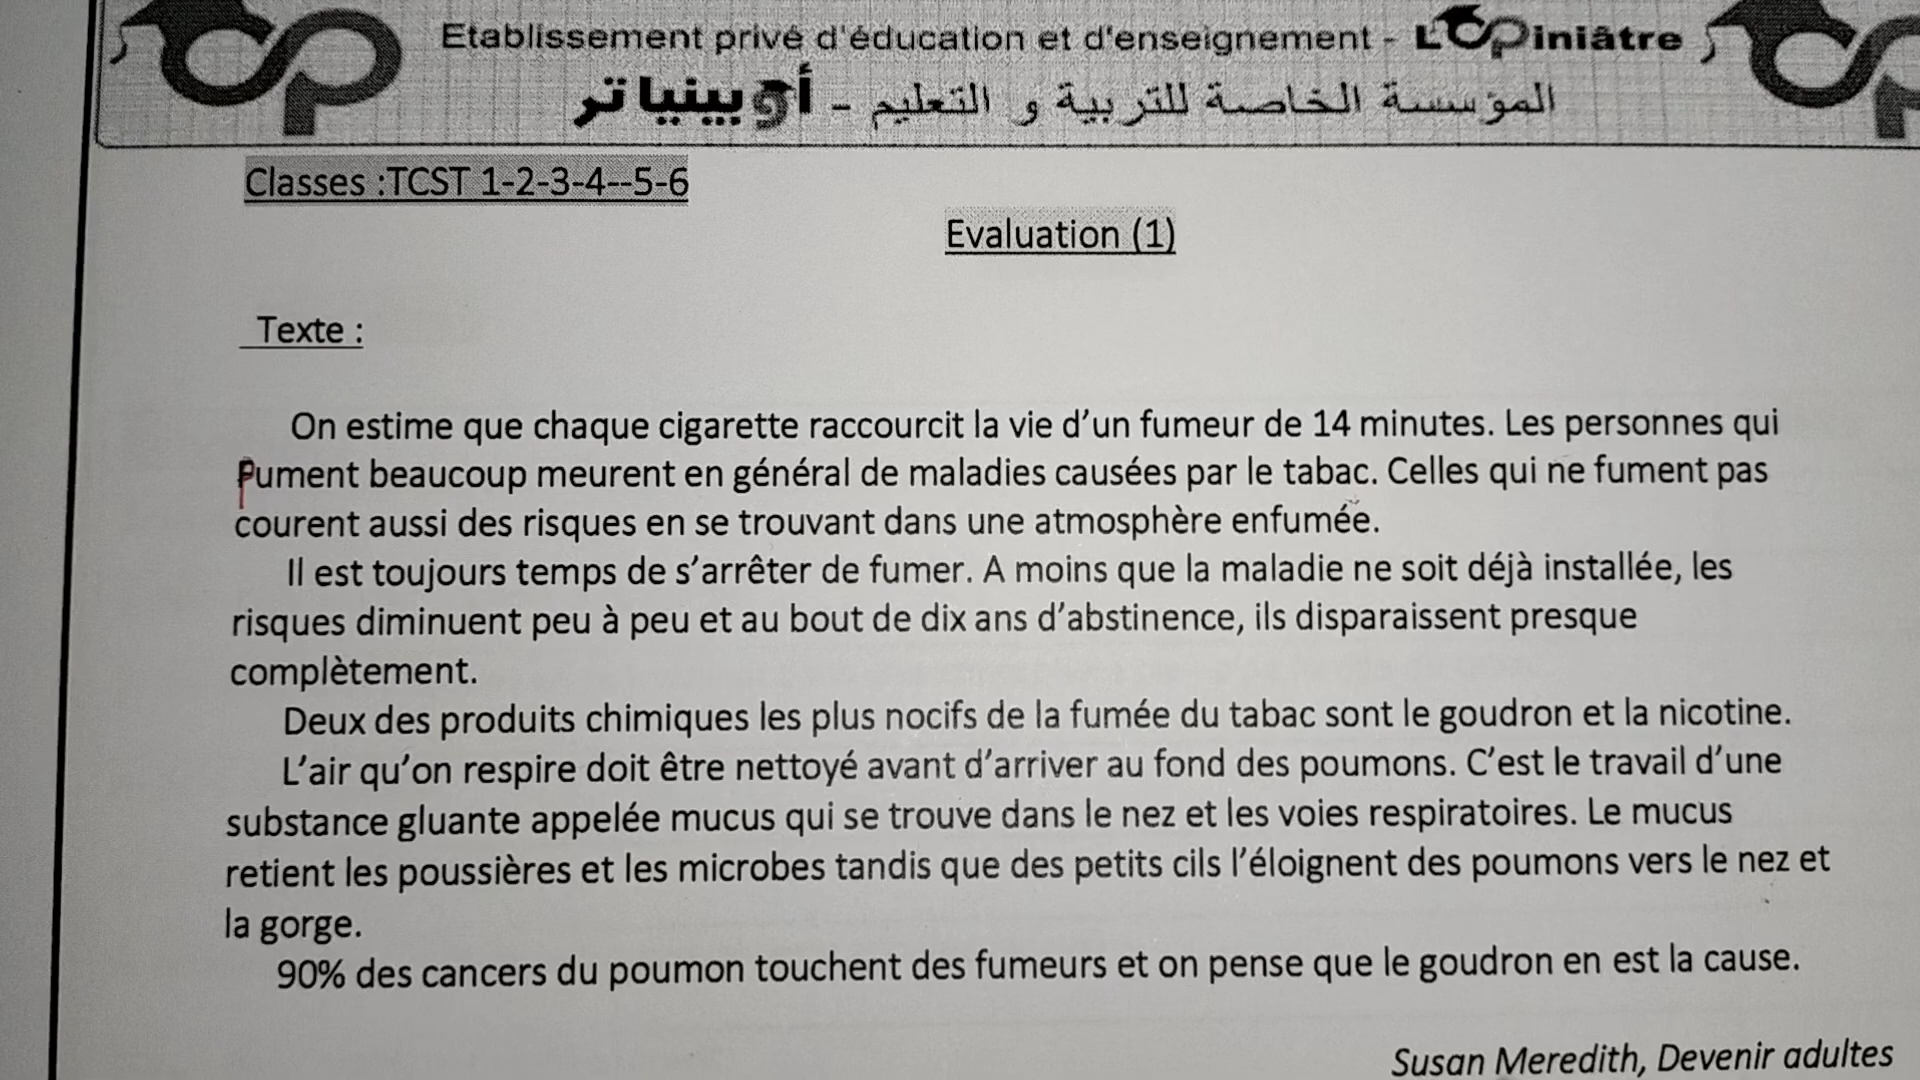 Etablissement privé d'éducation et d'enseignement - L'Opiniâtre
المؤسسة الخاصة للتربية و التعليم - أوبينياتر
Classes :TCST 1-2-3-4--5-6
Evaluation (1)
Texte :
On estime que chaque cigarette raccourcit la vie d’un fumeur de 14 minutes. Les personnes qui
Pument beaucoup meurent en général de maladies causées par le tabac. Celles qui ne fument pas
courent aussi des risques en se trouvant dans une atmosphère enfumée.
Il est toujours temps de s’arrêter de fumer. A moins que la maladie ne soit déjà installée, les
risques diminuent peu à peu et au bout de dix ans d’abstinence, ils disparaissent presque
complètement.
Deux des produits chimiques les plus nocifs de la fumée du tabac sont le goudron et la nicotine.
L’air qu’on respire doit être nettoyé avant d’arriver au fond des poumons. C’est le travail d’une
substance gluante appelée mucus qui se trouve dans le nez et les voies respiratoires. Le mucus
retient les poussières et les microbes tandis que des petits cils l’éloignent des poumons vers le nez et
la gorge.
90% des cancers du poumon touchent des fumeurs et on pense que le goudron en est la cause.
Susan Meredith, Devenir adultes